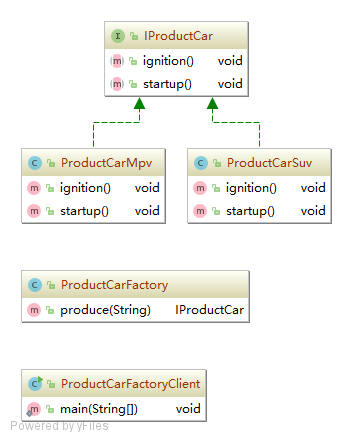 IProductCar
ignition() void
startup() void
ProductCarMpv ProductCarSuv
ignition() void ignition() void
startup() void startup() void
ProductCarFactory
produce(String) IProductCar
ProductCarFactoryClient
main(String[]) void
Powered by yFiles